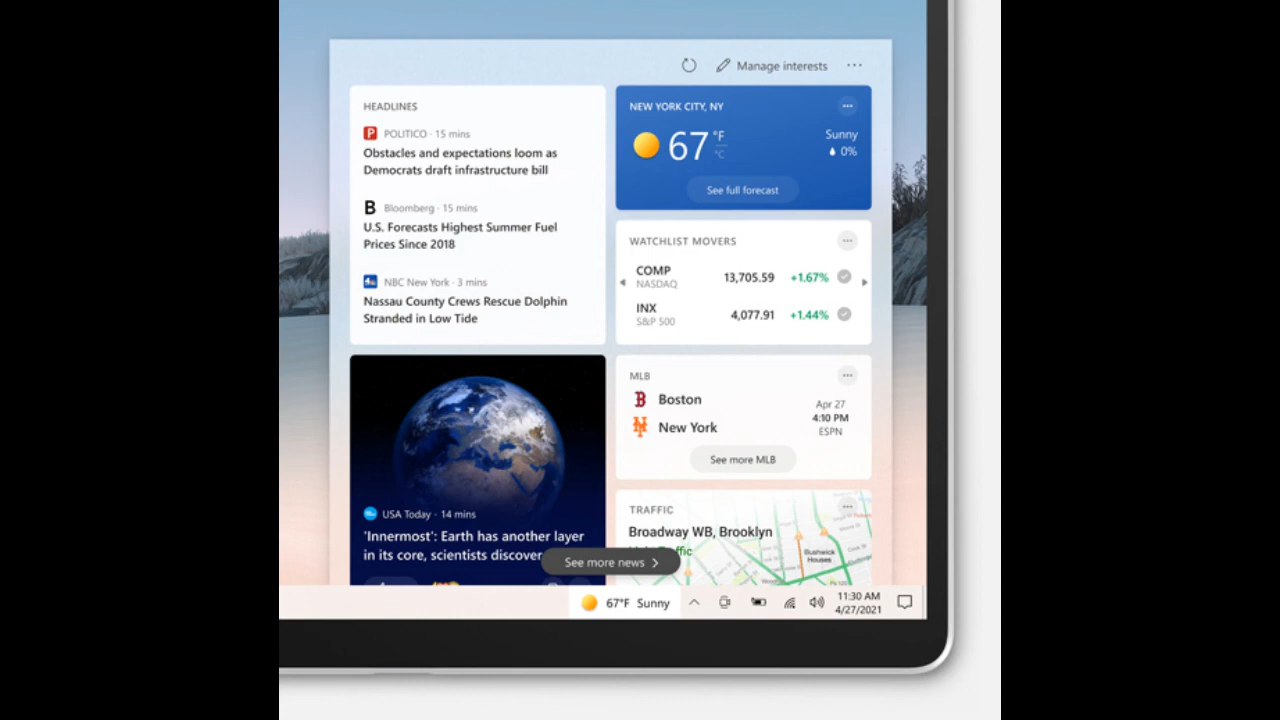 Manage interests
HEADLINES
POLITICO · 15 mins
Obstacles and expectations loom as
Democrats draft infrastructure bill
B Bloomberg · 15 mins
U.S. Forecasts Highest Summer Fuel
Prices Since 2018
NBC New York · 3 mins
Nassau County Crews Rescue Dolphin
Stranded in Low Tide
USA Today · 14 mins
'Innermost': Earth has another layer
in its core, scientists discover
See more news
NEW YORK CITY, NY
67 °F
°C
Sunny
0%
See full forecast
WATCHLIST MOVERS
COMP 13,705.59 +1.67%
NASDAQ
INX 4,077.91 +1.44%
S&P 500
MLB
B Boston
New York
Apr 27
4:10 PM
ESPN
See more MLB
TRAFFIC
Broadway WB, Brooklyn
Bushwick
Houses
67°F Sunny
11:30 AM
4/27/2021